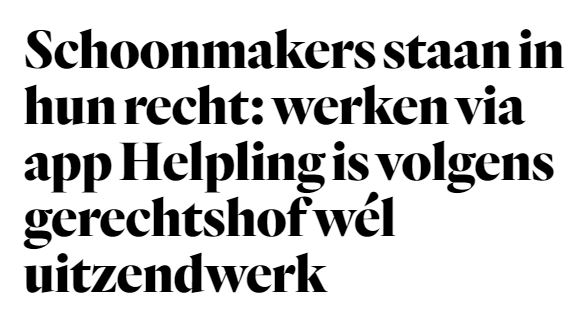 Schoonmakers staan in
hun recht: werken via
app Helpling is volgens
gerechtshof wél
uitzendwerk